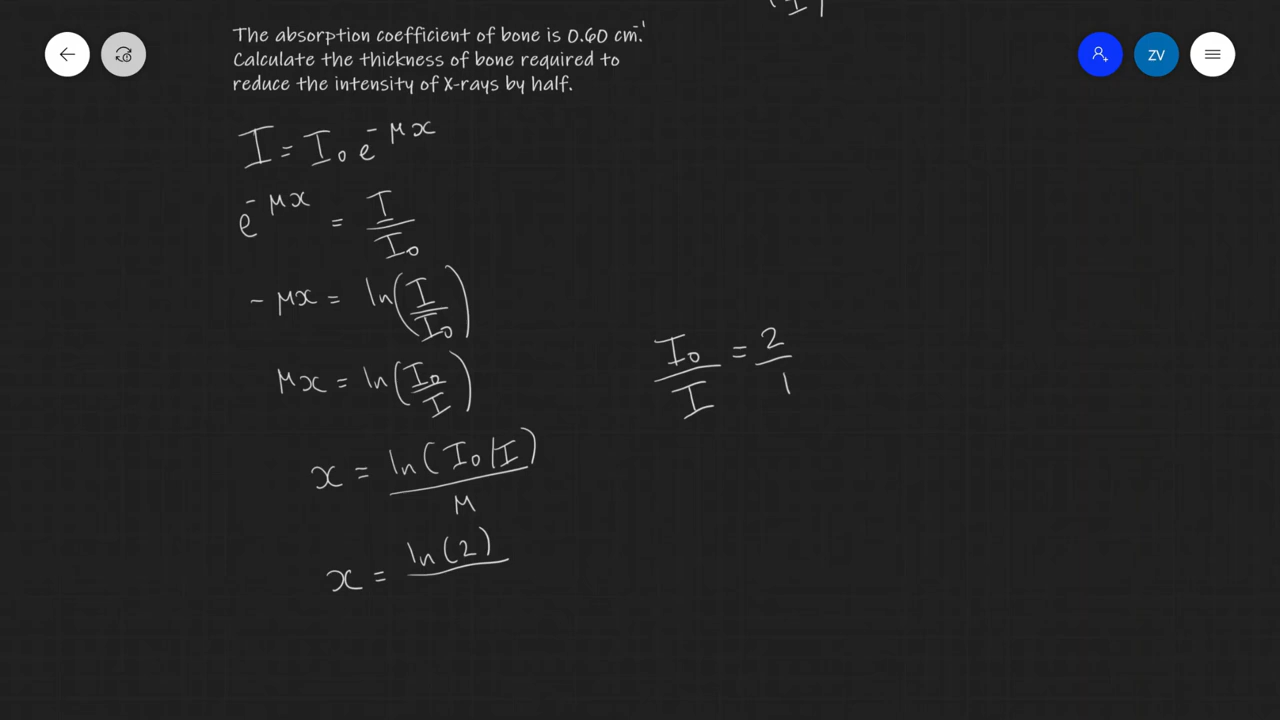 The absorption coefficient of bone is 0.60 cm⁻¹.
Calculate the thickness of bone required to
reduce the intensity of X-rays by half.
ZV
I = I₀ e^(-μx)
e^(-μx) = I/I₀
- μx = ln(I/I₀)
μx = ln(I₀/I)
I₀/I = 2/1
x = ln(I₀/I)/μ
x = ln(2)/